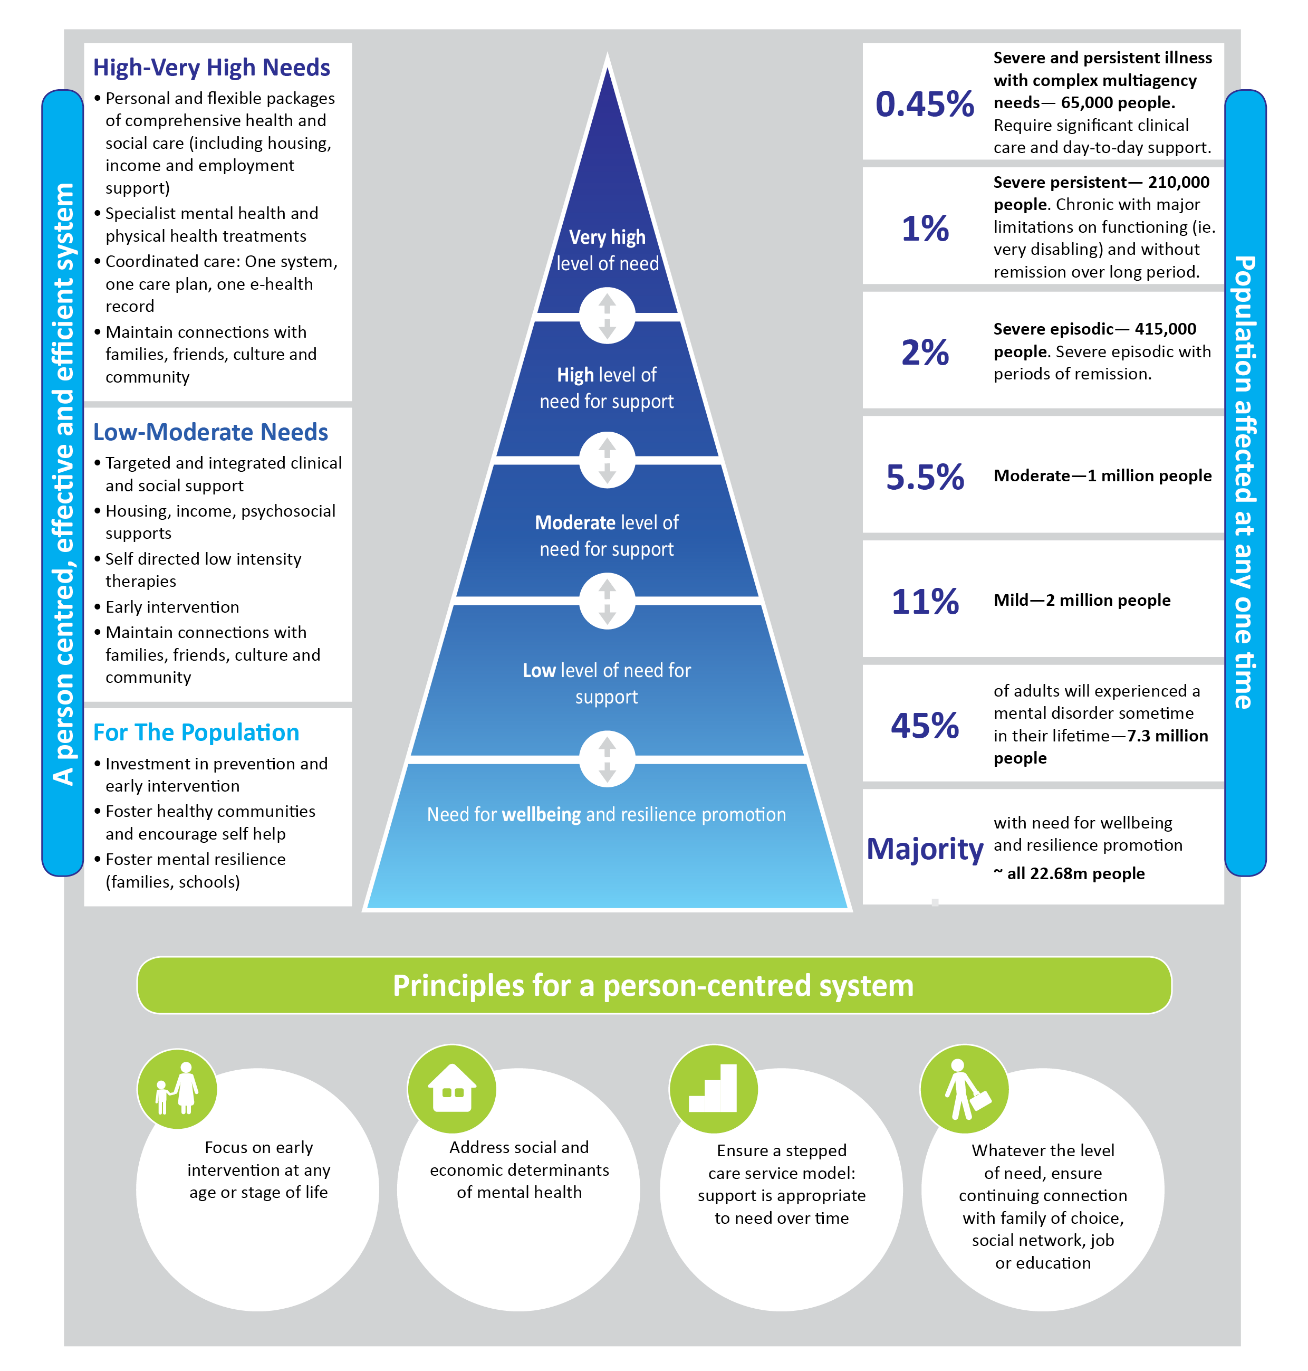 A person centred, effective and efficient system
High-Very High Needs
• Personal and flexible packages
of comprehensive health and
social care (including housing,
income and employment
support)
• Specialist mental health and
physical health treatments
• Coordinated care: One system,
one care plan, one e-health
record
• Maintain connections with
families, friends, culture and
community
Low-Moderate Needs
• Targeted and integrated clinical
and social support
• Housing, income, psychosocial
supports
• Self directed low intensity
therapies
• Early intervention
• Maintain connections with
families, friends, culture and
community
For The Population
• Investment in prevention and
early intervention
• Foster healthy communities
and encourage self help
• Foster mental resilience
(families, schools)
Very high
level of need
High level of
need for support
Moderate level of
need for support
Low level of need for
support
Need for wellbeing and resilience promotion
0.45%
Severe and persistent illness
with complex multiagency
needs— 65,000 people.
Require significant clinical
care and day-to-day support.
1%
Severe persistent— 210,000
people. Chronic with major
limitations on functioning (ie.
very disabling) and without
remission over long period.
2%
Severe episodic— 415,000
people. Severe episodic with
periods of remission.
5.5%
Moderate—1 million people
11%
Mild—2 million people
45%
of adults will experienced a
mental disorder sometime
in their lifetime—7.3 million
people
Majority
with need for wellbeing
and resilience promotion
~ all 22.68m people
Population affected at any one time
Principles for a person-centred system
Focus on early
intervention at any
age or stage of life
Address social and
economic determinants
of mental health
Ensure a stepped
care service model:
support is appropriate
to need over time
Whatever the level
of need, ensure
continuing connection
with family of choice,
social network, job
or education